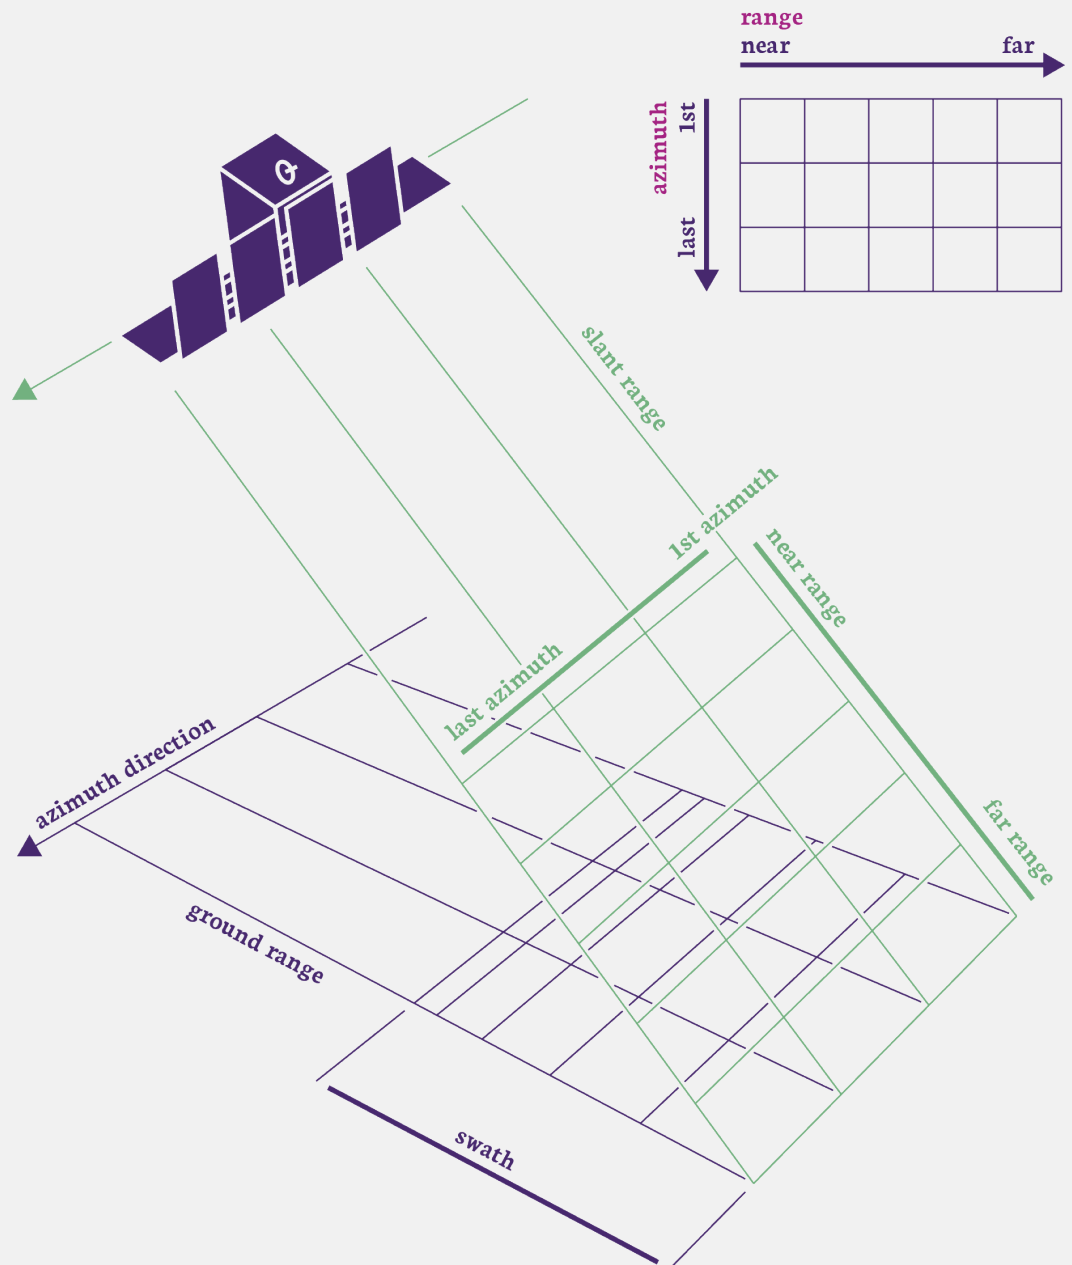 range
near
far
azimuth
1st
last
slant range
1st azimuth
last azimuth
near range
far range
azimuth direction
ground range
swath